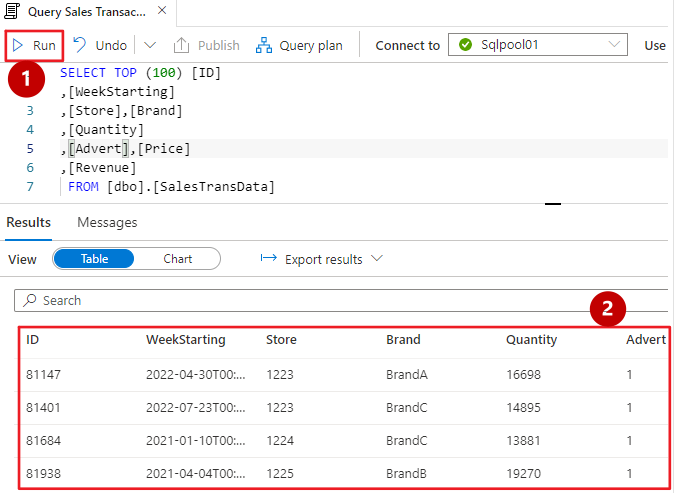 Query Sales Transac... ×
Run Undo Publish Query plan Connect to Sqlpool01 Use
1
SELECT TOP (100) [ID]
,[WeekStarting]
3 ,[Store],[Brand]
4 ,[Quantity]
5 ,[Advert],[Price]
6 ,[Revenue]
7 FROM [dbo].[SalesTransData]
Results Messages
View Table Chart Export results
Search
2
ID WeekStarting Store Brand Quantity Advert
81147 2022-04-30T00:... 1223 BrandA 16698 1
81401 2022-07-23T00:... 1223 BrandC 14895 1
81684 2021-01-10T00:... 1224 BrandC 13881 1
81938 2021-04-04T00:... 1225 BrandB 19270 1